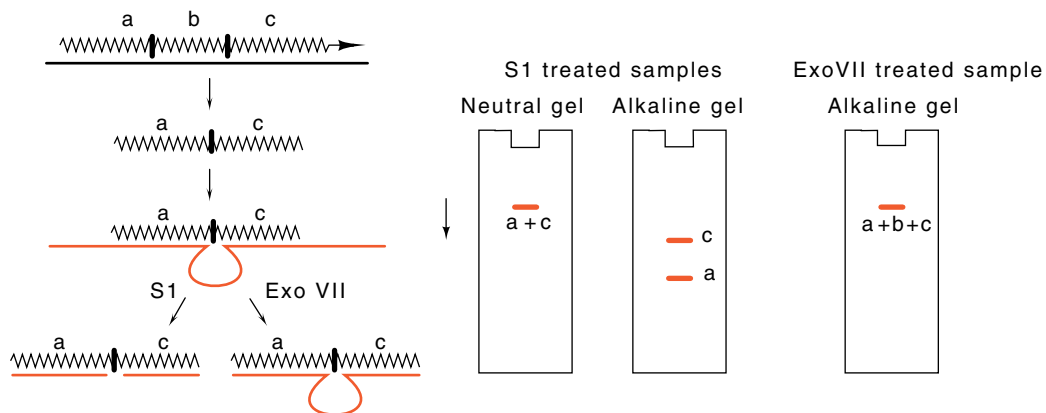 a b c
a c
a c
S1 Exo VII
a c a c
S1 treated samples
Neutral gel Alkaline gel
a + c
c
a
ExoVII treated sample
Alkaline gel
a+b+c